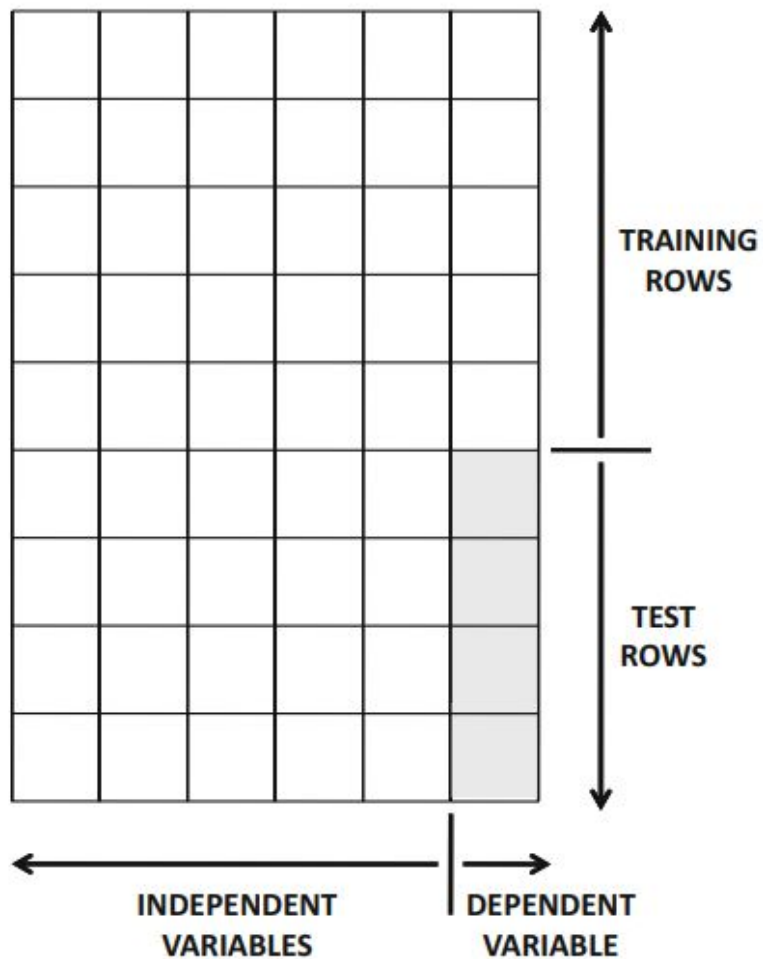 TRAINING
ROWS
TEST
ROWS
INDEPENDENT
VARIABLES
DEPENDENT
VARIABLE